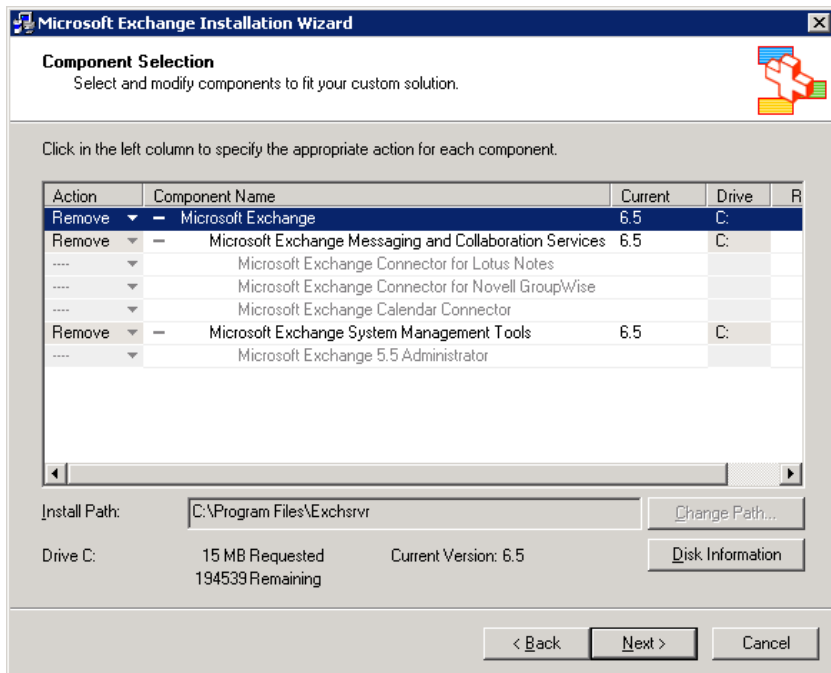 Microsoft Exchange Installation Wizard
Component Selection
Select and modify components to fit your custom solution.
Click in the left column to specify the appropriate action for each component.
Action Component Name Current Drive R
Remove Microsoft Exchange 6.5 C:
Remove Microsoft Exchange Messaging and Collaboration Services 6.5 C:
---- Microsoft Exchange Connector for Lotus Notes
---- Microsoft Exchange Connector for Novell GroupWise
---- Microsoft Exchange Calendar Connector
Remove Microsoft Exchange System Management Tools 6.5 C:
---- Microsoft Exchange 5.5 Administrator
Install Path: C:\Program Files\Exchsrvr Change Path...
Drive C: 15 MB Requested Current Version: 6.5 Disk Information
194539 Remaining
< Back Next > Cancel